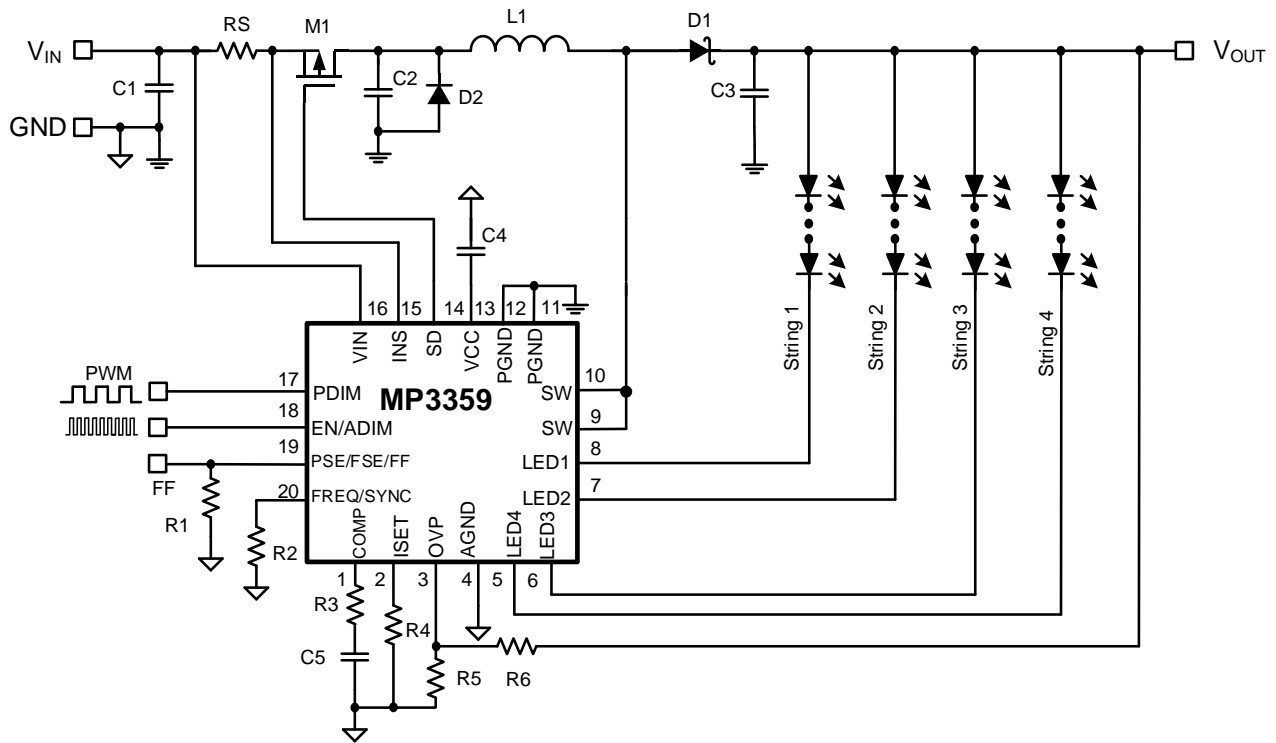 RS
M1
L1
D1
VIN
VOUT
C1
C2
D2
C3
GND
C4
16 15 14 13 12 11
VIN
INS
SD
VCC
PGND
PGND
String 1
String 2
String 3
String 4
PWM
17
PDIM
MP3359
SW
10
18
EN/ADIM
SW
9
19
PSE/FSE/FF
LED1
8
FF
20
FREQ/SYNC
LED2
7
R1
R2
COMP
ISET
OVP
AGND
LED4
LED3
1 2 3 4 5 6
R3
R4
C5
R5
R6